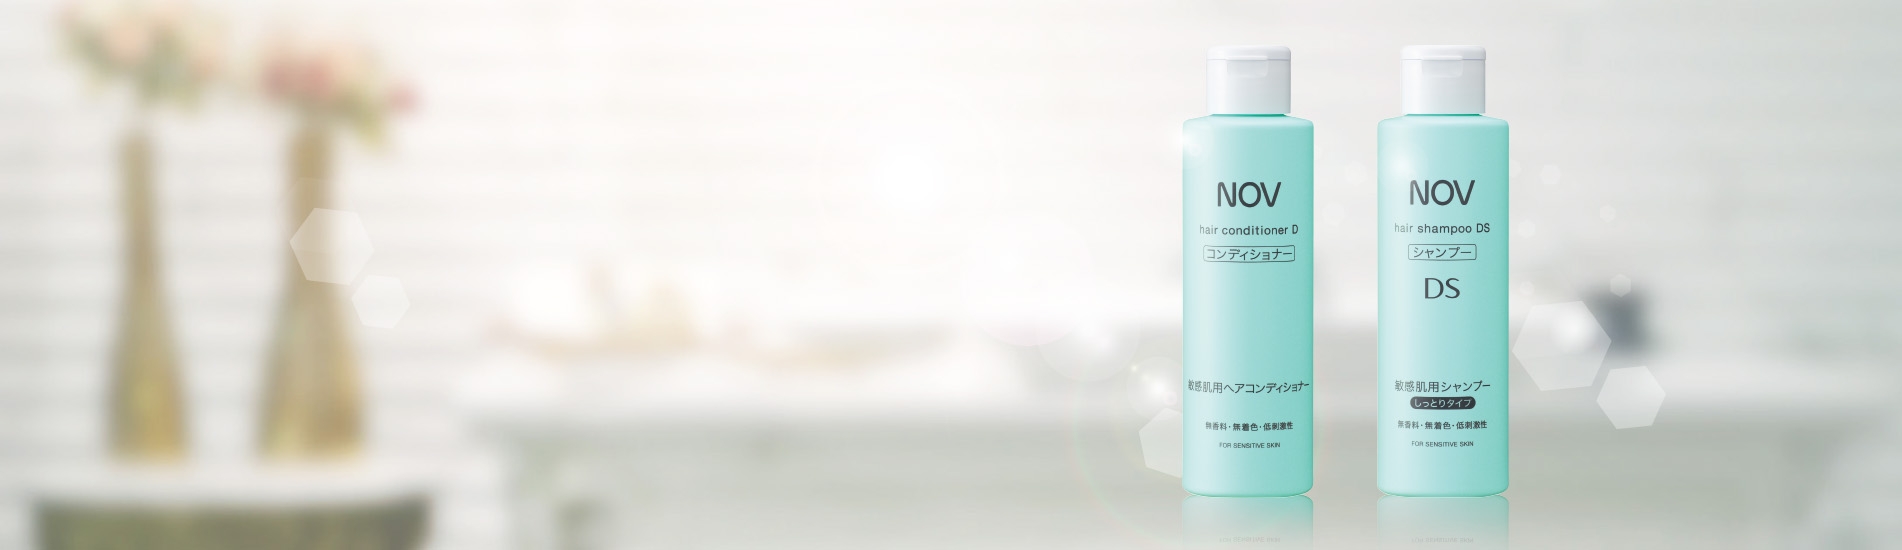 NOV
hair conditioner D
コンディショナー
敏感肌用ヘアコンディショナー
無香料・無着色・低刺激性
FOR SENSITIVE SKIN
NOV
hair shampoo DS
シャンプー
DS
敏感肌用シャンプー
しっとりタイプ
無香料・無着色・低刺激性
FOR SENSITIVE SKIN